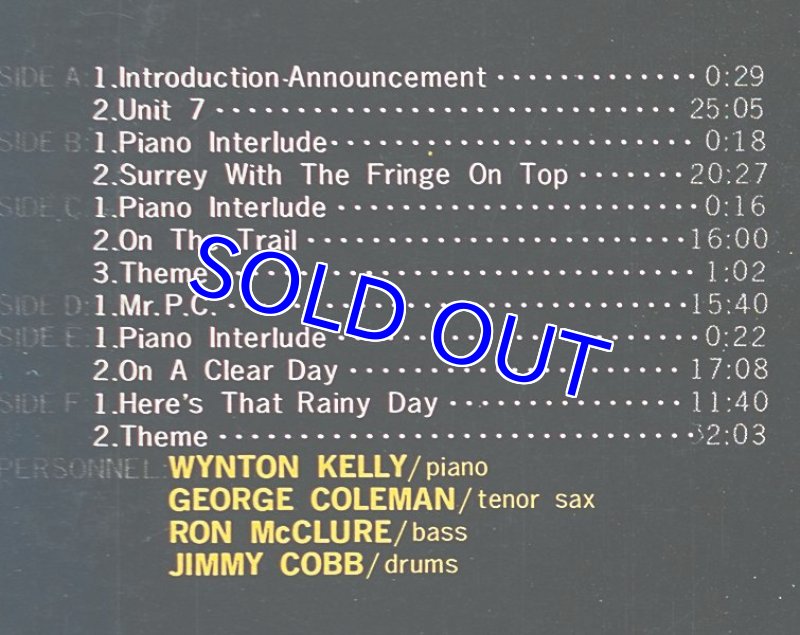 SIDE A: 1.Introduction-Announcement ············· 0:29
2.Unit 7 ······························ 25:05
SIDE B: 1.Piano Interlude························ 0:18
2.Surrey With The Fringe On Top ······· 20:27
SIDE C: 1.Piano Interlude ······················· 0:16
2.On The Trail ························ 16:00
3.Theme ······························ 1:02
SIDE D: 1.Mr.P.C. ······························ 15:40
SIDE E: 1.Piano Interlude ······················· 0:22
2.On A Clear Day ······················ 17:08
SIDE F: 1.Here's That Rainy Day ··············· 11:40
2.Theme ······························ 2:03
PERSONNEL: WYNTON KELLY/piano
GEORGE COLEMAN/tenor sax
RON McCLURE/bass
JIMMY COBB/drums
SOLD OUT